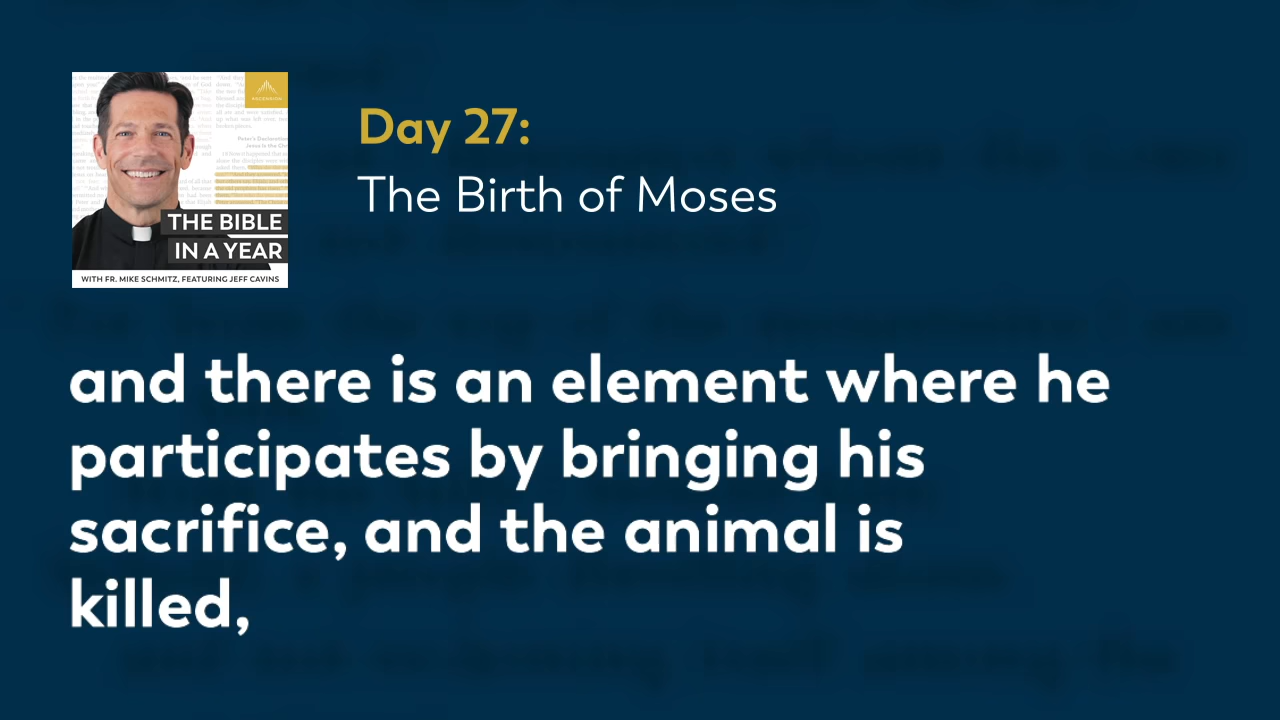 ASCENSION
THE BIBLE
IN A YEAR
WITH FR. MIKE SCHMITZ, FEATURING JEFF CAVINS
Day 27:
The Birth of Moses
and there is an element where he
participates by bringing his
sacrifice, and the animal is
killed,